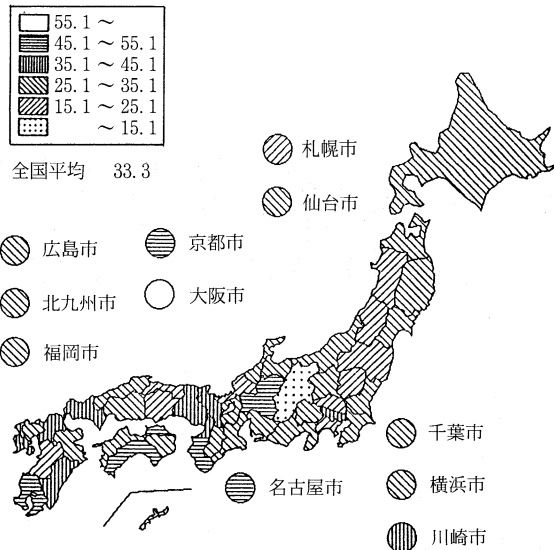 55.1～
45.1～55.1
35.1～45.1
25.1～35.1
15.1～25.1
～15.1
全国平均 33.3
札幌市
仙台市
広島市
京都市
北九州市
大阪市
福岡市
千葉市
名古屋市
横浜市
川崎市